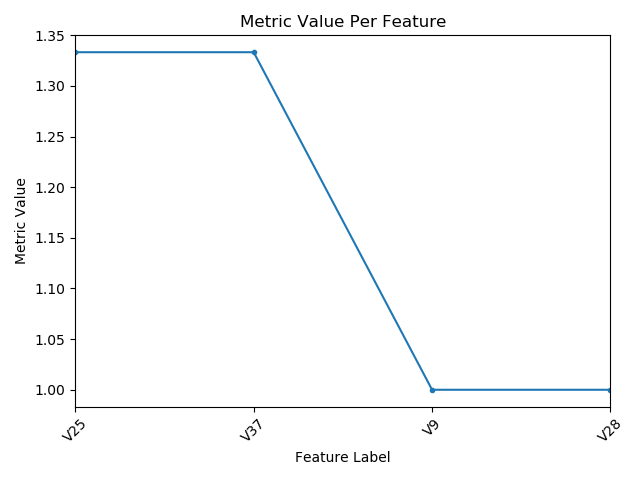 Metric Value Per Feature
1.35
1.30
1.25
1.20
1.15
1.10
1.05
1.00
Metric Value
V25 V37 V9 V28
Feature Label